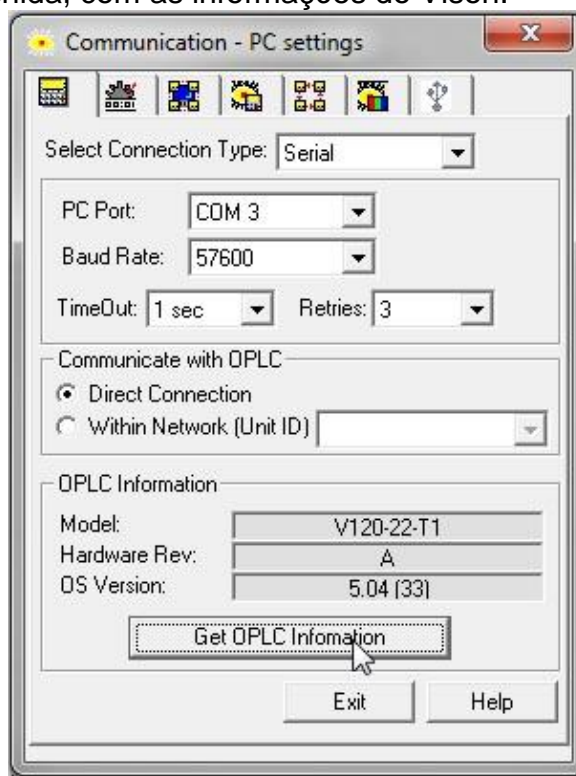 com as informações do
Communication - PC settings
Select Connection Type: Serial
PC Port: COM 3
Baud Rate: 57600
TimeOut: 1 sec Retries: 3
Communicate with OPLC
Direct Connection
Within Network (Unit ID)
OPLC Information
Model: V120-22-T1
Hardware Rev: A
OS Version: 5.04 (33)
Get OPLC Infomation
Exit Help